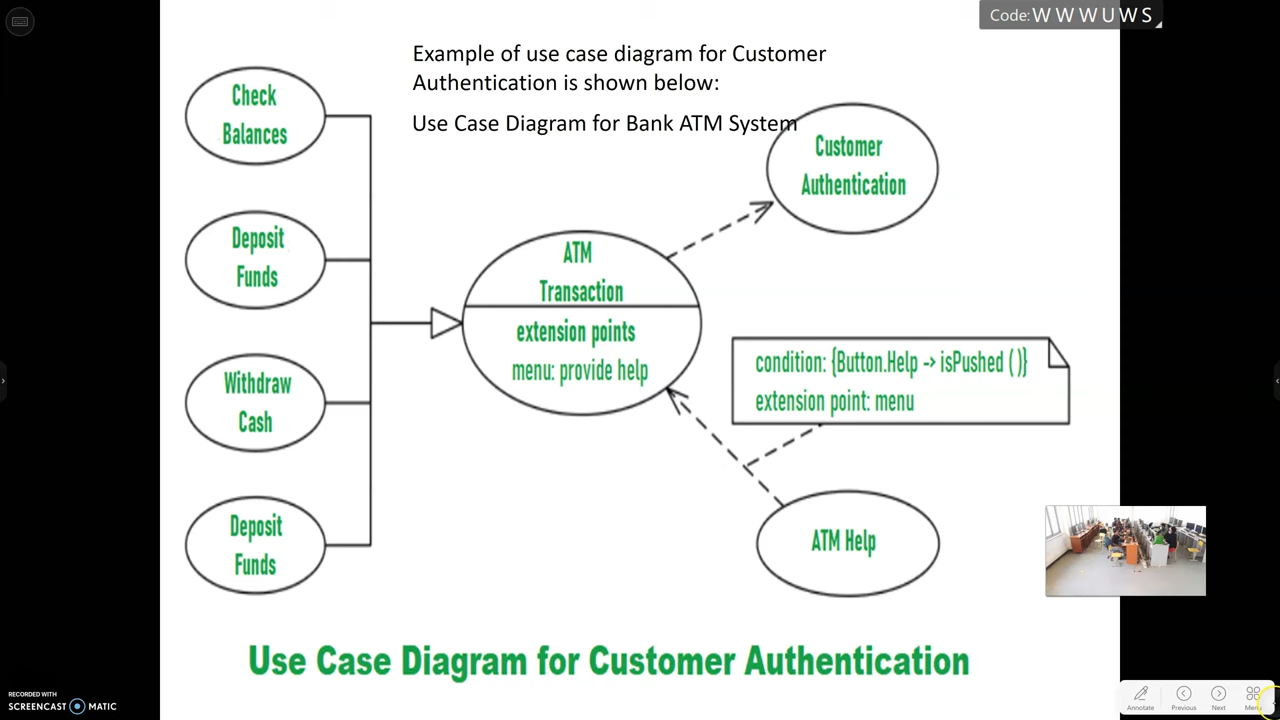 Code: WWWUWS
Example of use case diagram for Customer
Authentication is shown below:
Use Case Diagram for Bank ATM System
Check
Balances
Deposit
Funds
Withdraw
Cash
Deposit
Funds
ATM
Transaction
extension points
menu: provide help
Customer
Authentication
condition: {Button.Help -> isPushed ()}
extension point: menu
ATM Help
Use Case Diagram for Customer Authentication
RECORDED WITH
SCREENCAST MATIC
Annotate
Previous
Next
Menu